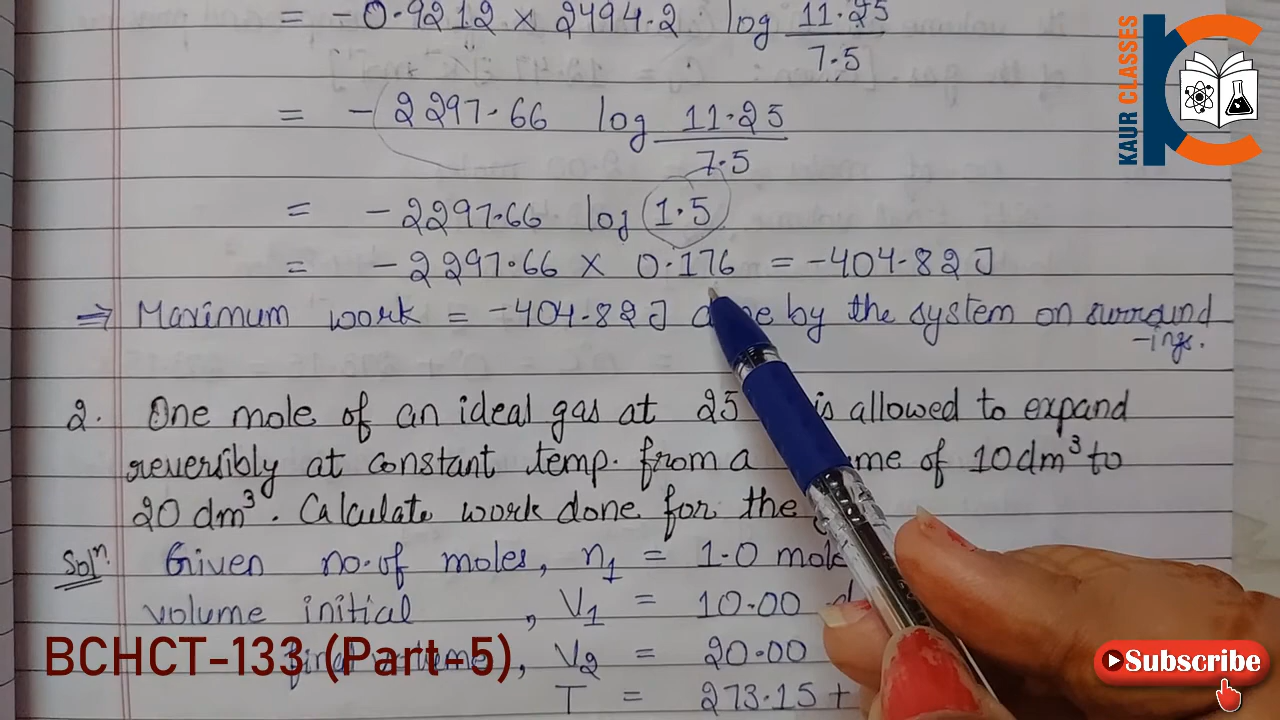 = -0.9212 × 2494.2 log 11.25/7.5
= -2297.66 log 11.25/7.5
= -2297.66 log (1.5)
= -2297.66 × 0.176 = -404.82 J
⇒ Maximum work = -404.82 J by the system on surround
-ings.
2. One mole of an ideal gas at 25 is allowed to expand
reversibly at constant temp. from a of 10 dm³ to
20 dm³. Calculate work done for the
Solⁿ. Given no. of moles, n₁ = 1.0 mole
volume initial, V₁ = 10.00
V₂ = 20.00
T = 273.15 +
BCHCT-133 (Part-5)
KAUR CLASSES
Subscribe